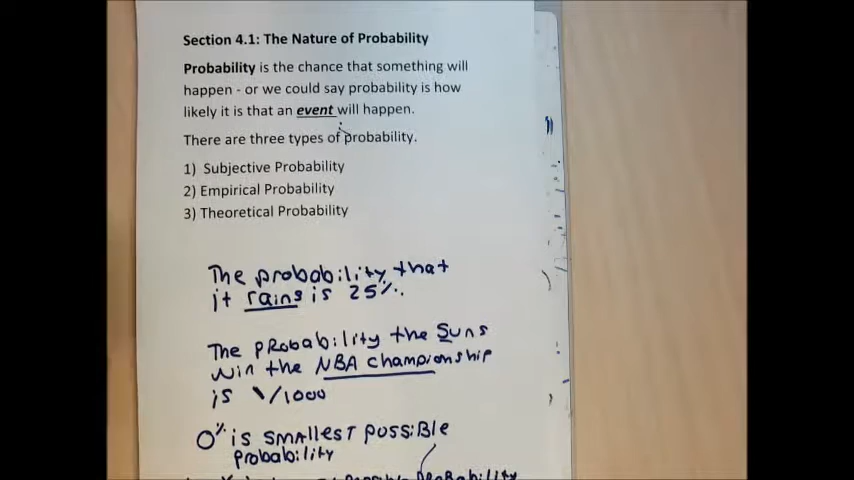 Section 4.1: The Nature of Probability
Probability is the chance that something will
happen - or we could say probability is how
likely it is that an event will happen.
There are three types of probability.
1) Subjective Probability
2) Empirical Probability
3) Theoretical Probability
The probability that
it rains is 25%.
The PRobability the Suns
win the NBA championship
is 1/1000
0% is smallest possiBle
probability
possible probability